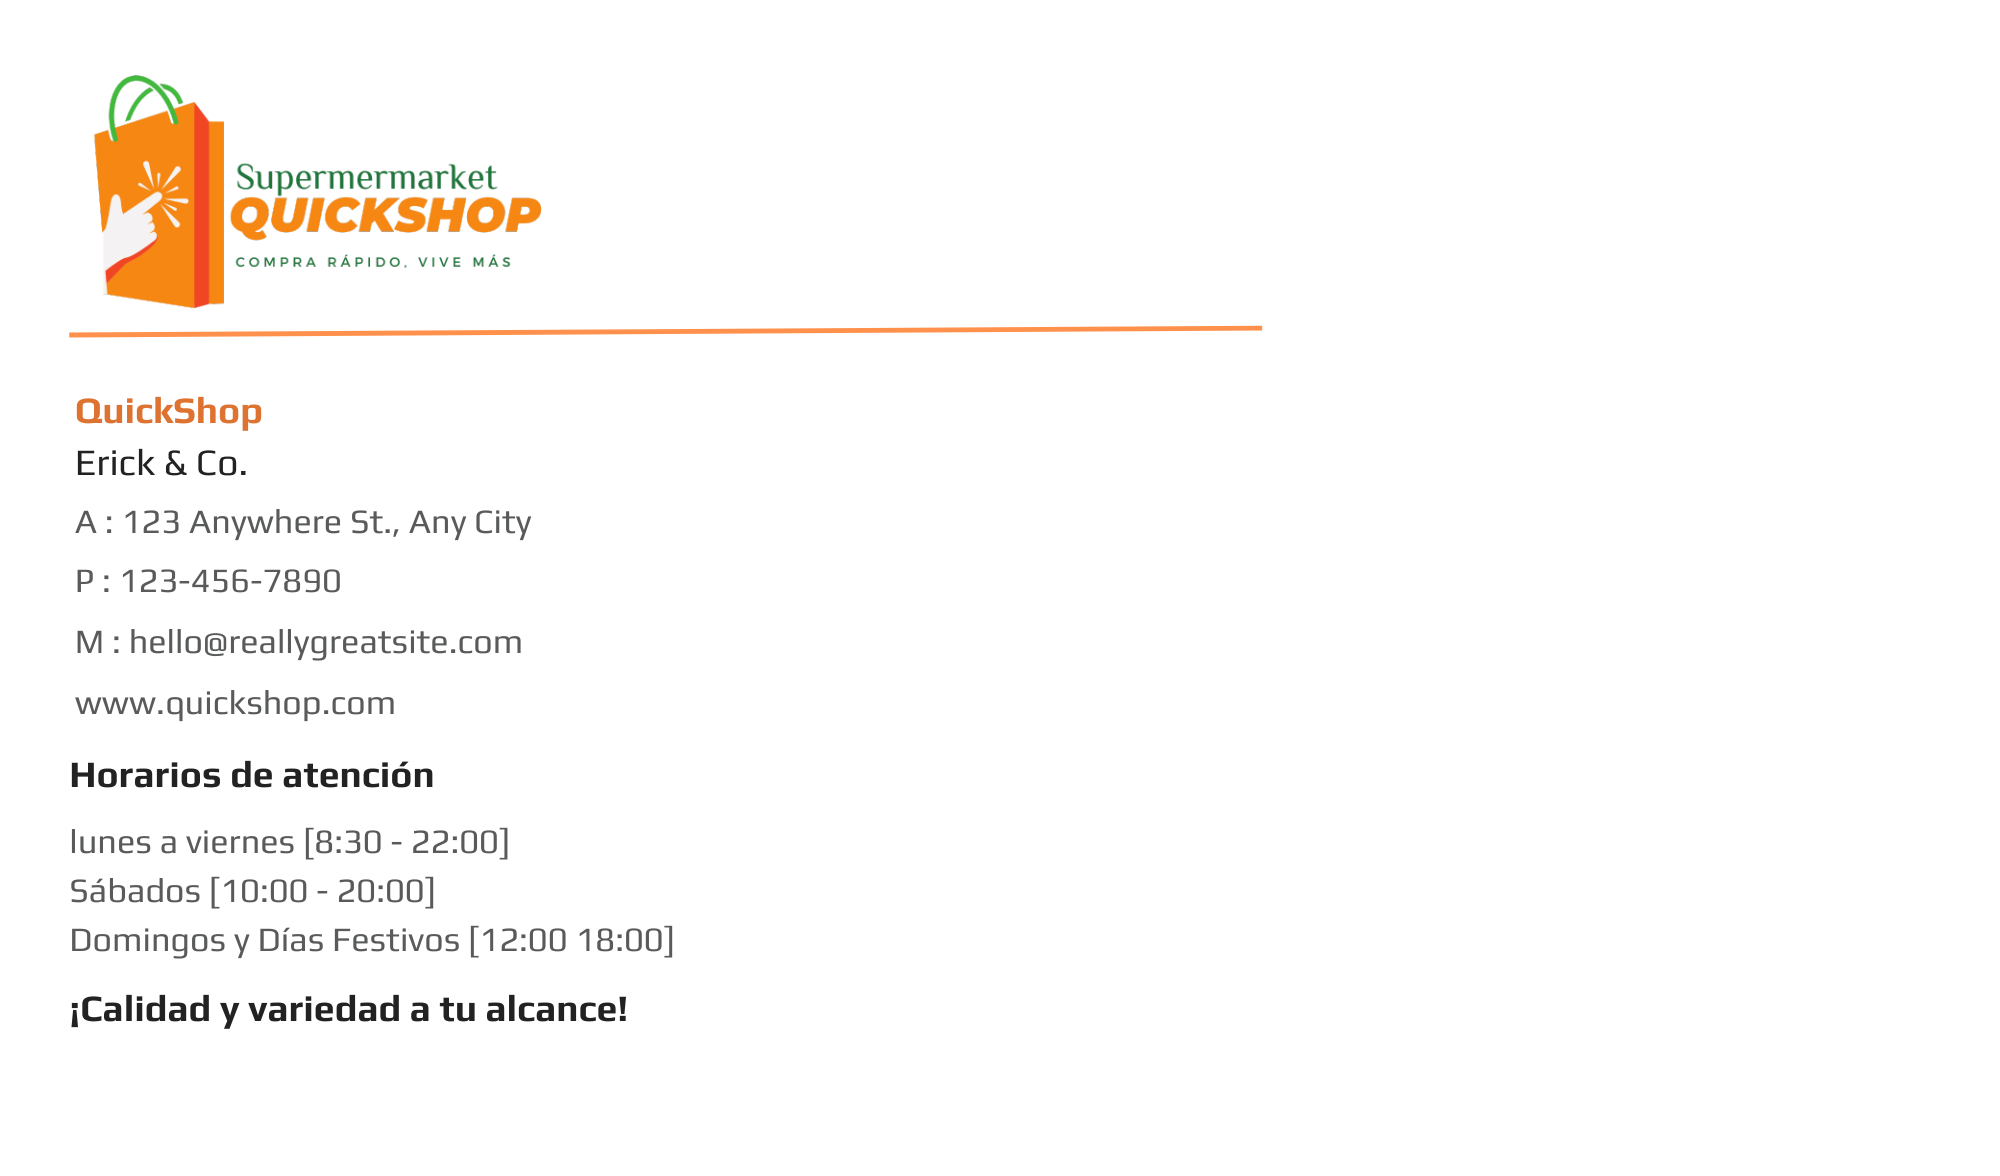 Supermermarket
QUICKSHOP
COMPRA RÁPIDO, VIVE MÁS
QuickShop
Erick & Co.
A : 123 Anywhere St., Any City
P : 123-456-7890
M : hello@reallygreatsite.com
www.quickshop.com
Horarios de atención
lunes a viernes [8:30 - 22:00]
Sábados [10:00 - 20:00]
Domingos y Días Festivos [12:00 18:00]
¡Calidad y variedad a tu alcance!